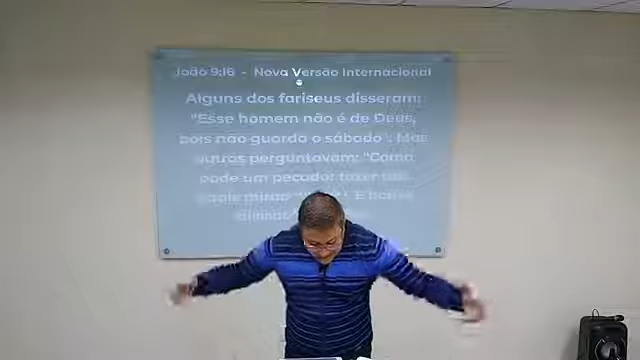 João 9:16 - Nova Versão Internacional
Alguns dos fariseus disseram:
"Esse homem não é de Deus,
pois não guarda o sábado". Mas
outros perguntavam: "Como
pode um pecador fazer
E houve